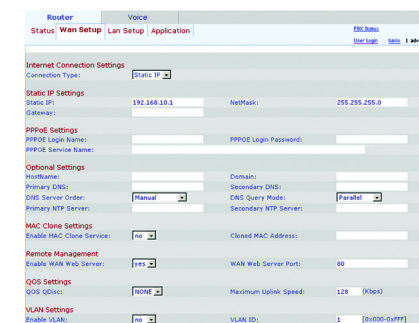 Router Voice
Status Wan Setup Lan Setup Application PBX Status
User Login basic | adv
Internet Connection Settings
Connection Type: Static IP
Static IP Settings
Static IP: 192.168.10.1 NetMask: 255.255.255.0
Gateway:
PPPoE Settings
PPPOE Login Name: PPPOE Login Password:
PPPOE Service Name:
Optional Settings
HostName: Domain:
Primary DNS: Secondary DNS:
DNS Server Order: Manual DNS Query Mode: Parallel
Primary NTP Server: Secondary NTP Server:
MAC Clone Settings
Enable MAC Clone Service: no Cloned MAC Address:
Remote Management
Enable WAN Web Server: yes WAN Web Server Port: 80
QOS Settings
QOS QDisc: NONE Maximum Uplink Speed: 128 (Kbps)
VLAN Settings
Enable VLAN: no VLAN ID: 1 [0x000-0xFFF]